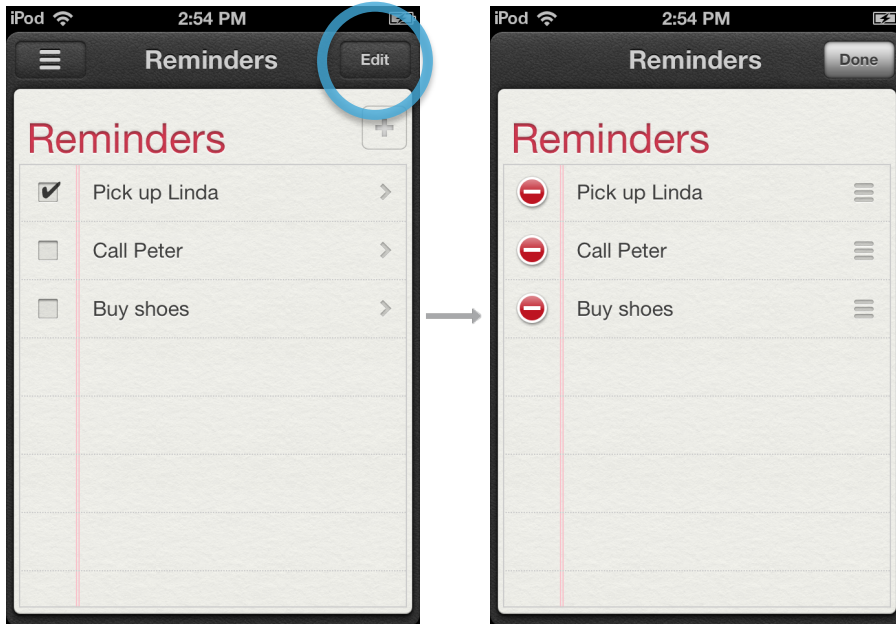 iPod 2:54 PM
Reminders Edit
Reminders
Pick up Linda
Call Peter
Buy shoes
iPod 2:54 PM
Reminders Done
Reminders
Pick up Linda
Call Peter
Buy shoes